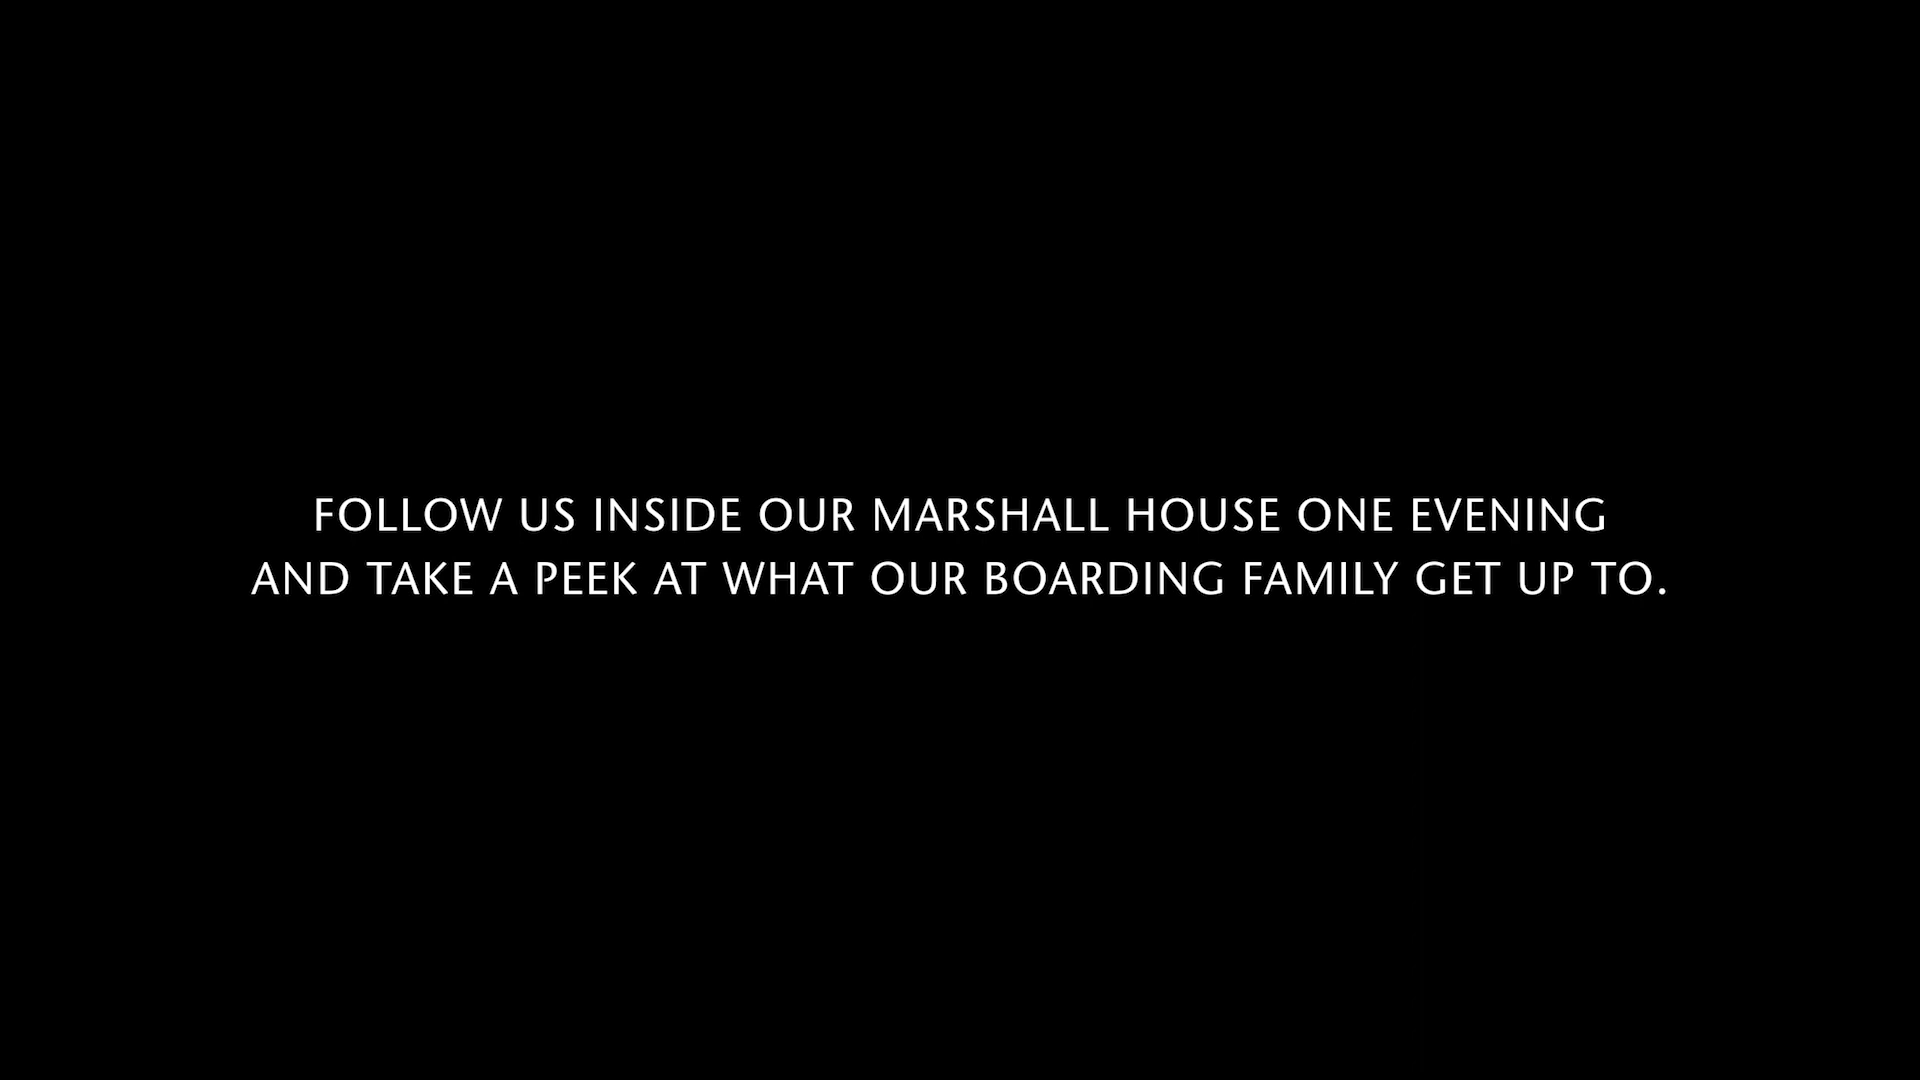 FOLLOW US INSIDE OUR MARSHALL HOUSE ONE EVENING
AND TAKE A PEEK AT WHAT OUR BOARDING FAMILY GET UP TO.